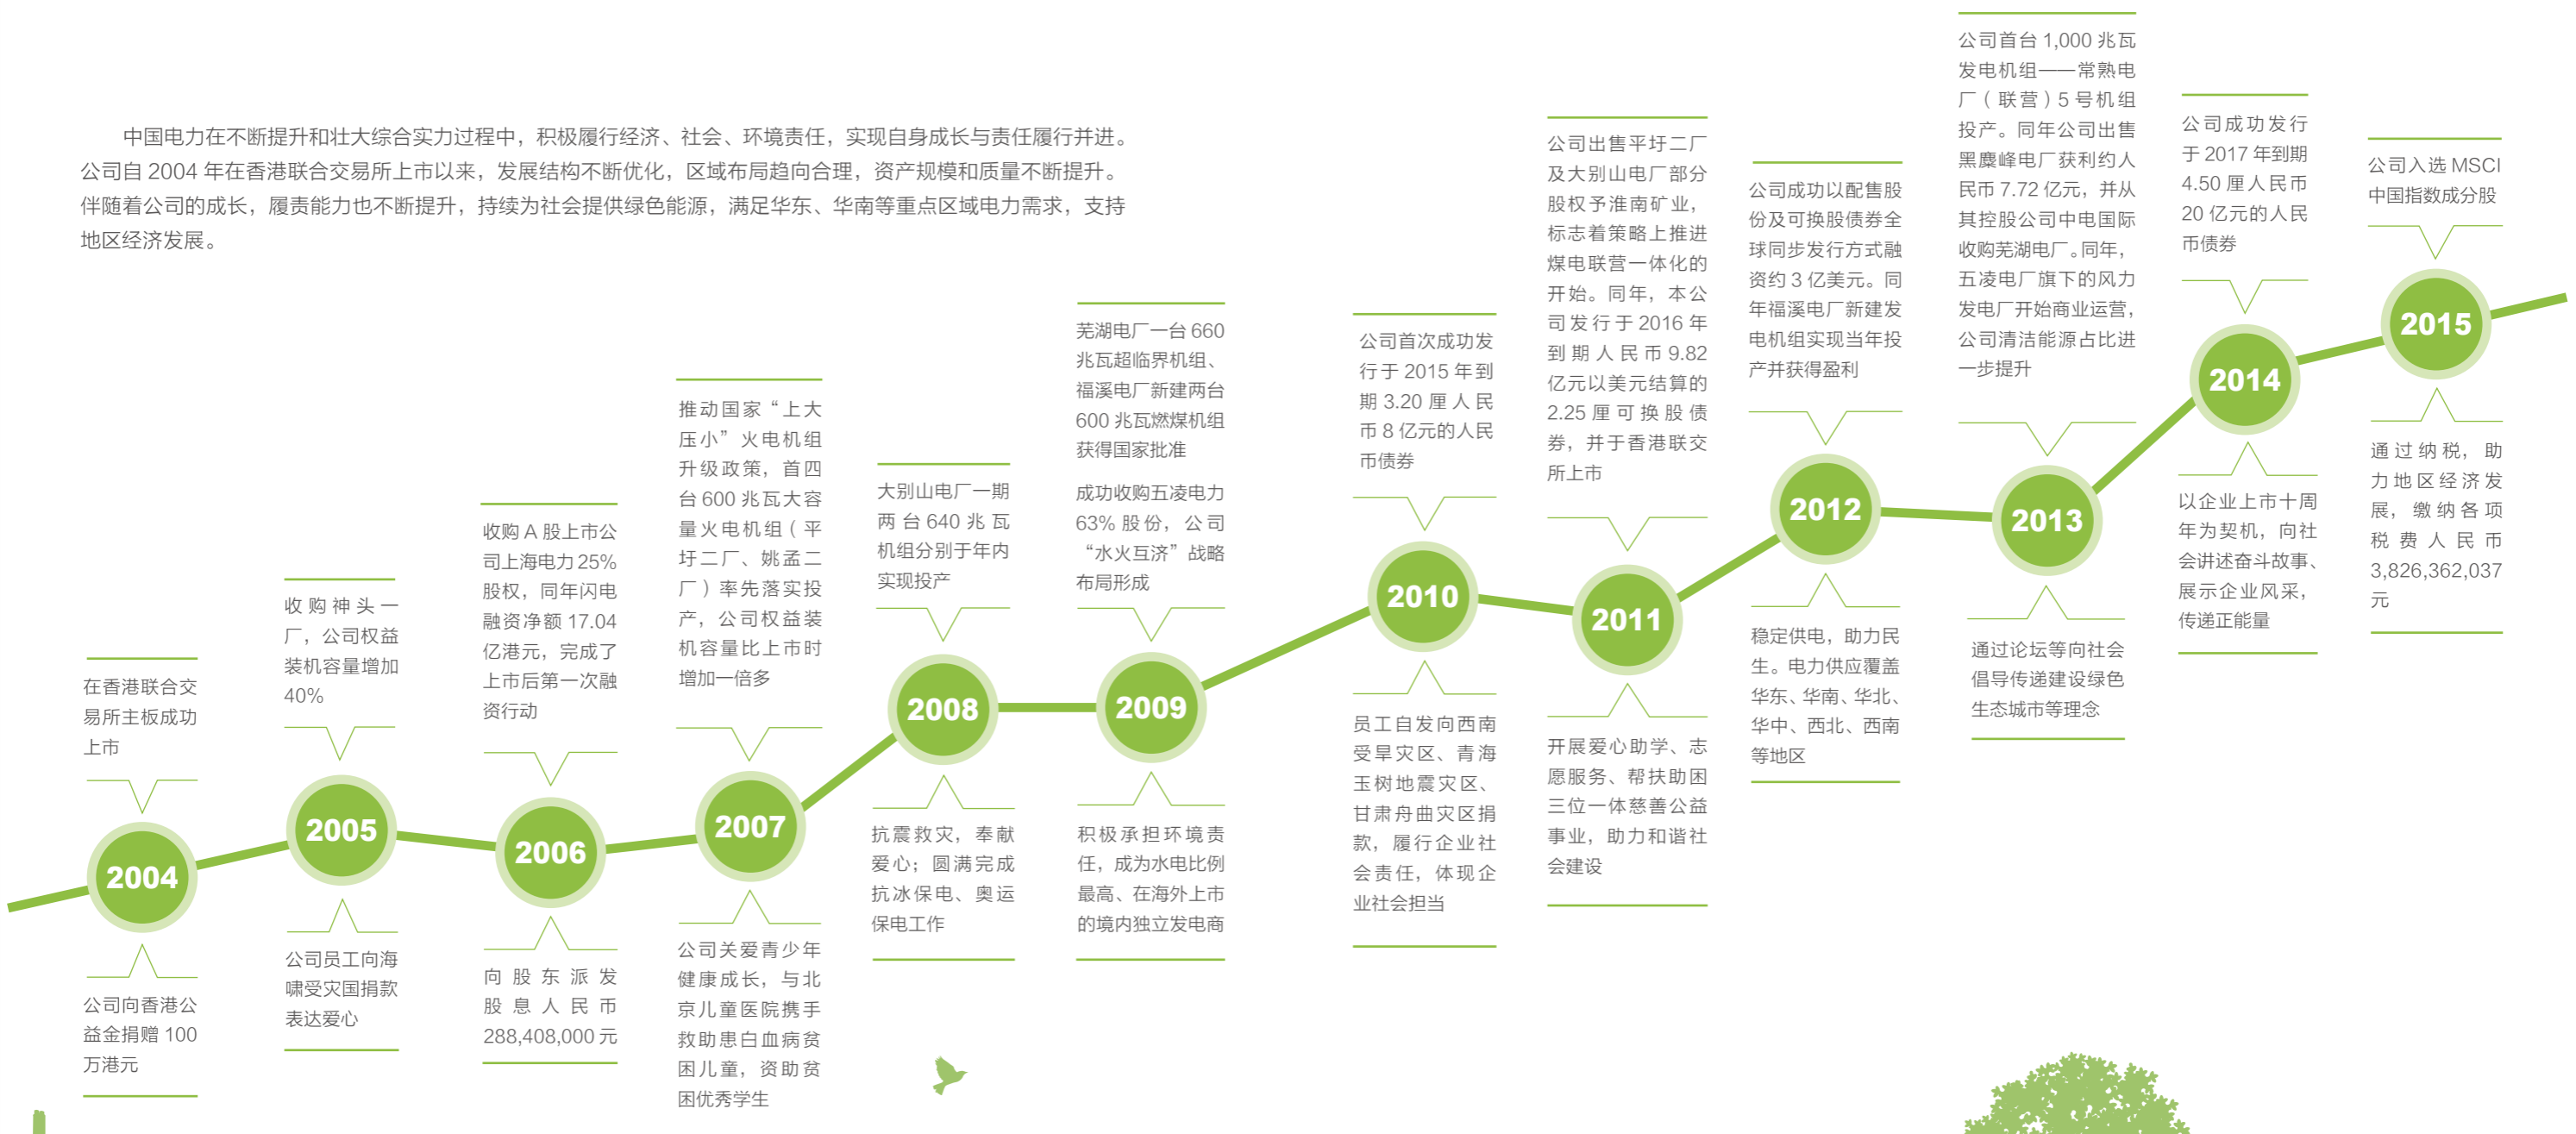 中国电力在不断提升和壮大综合实力过程中，积极履行经济、社会、环境责任，实现自身成长与责任履行并进。
公司自 2004 年在香港联合交易所上市以来，发展结构不断优化，区域布局趋向合理，资产规模和质量不断提升。
伴随着公司的成长，履责能力也不断提升，持续为社会提供绿色能源，满足华东、华南等重点区域电力需求，支持
地区经济发展。
在香港联合交
易所主板成功
上市
2004
公司向香港公
益金捐赠 100
万港元
收购神头一
厂，公司权益
装机容量增加
40%
2005
公司员工向海
啸受灾国捐款
表达爱心
收购 A 股上市公
司上海电力 25%
股权，同年闪电
融资净额 17.04
亿港元，完成了
上市后第一次融
资行动
2006
向股东派发
股息人民币
288,408,000 元
推动国家“上大
压小”火电机组
升级政策，首四
台 600 兆瓦大容
量火电机组（平
圩二厂、姚孟二
厂）率先落实投
产，公司权益装
机容量比上市时
增加一倍多
2007
公司关爱青少年
健康成长，与北
京儿童医院携手
救助患白血病贫
困儿童，资助贫
困优秀学生
大别山电厂一期
两台 640 兆瓦
机组分别于年内
实现投产
2008
抗震救灾，奉献
爱心；圆满完成
抗冰保电、奥运
保电工作
芜湖电厂一台 660
兆瓦超临界机组、
福溪电厂新建两台
600 兆瓦燃煤机组
获得国家批准
成功收购五凌电力
63% 股份，公司
“水火互济”战略
布局形成
2009
积极承担环境责
任，成为水电比例
最高、在海外上市
的境内独立发电商
公司首次成功发
行于 2015 年到
期 3.20 厘人民
币 8 亿元的人民
币债券
2010
员工自发向西南
受旱灾区、青海
玉树地震灾区、
甘肃舟曲灾区捐
款，履行企业社
会责任，体现企
业社会担当
公司出售平圩二厂
及大别山电厂部分
股权予淮南矿业，
标志着策略上推进
煤电联营一体化的
开始。同年，本公
司发行于 2016 年
到期人民币 9.82
亿元以美元结算的
2.25 厘可换股债
券，并于香港联交
所上市
2011
开展爱心助学、志
愿服务、帮扶助困
三位一体慈善公益
事业，助力和谐社
会建设
公司成功以配售股
份及可换股债券全
球同步发行方式融
资约 3 亿美元。同
年福溪电厂新建发
电机组实现当年投
产并获得盈利
2012
稳定供电，助力民
生。电力供应覆盖
华东、华南、华北、
华中、西北、西南
等地区
公司首台 1,000 兆瓦
发电机组——常熟电
厂（联营）5 号机组
投产。同年公司出售
黑麋峰电厂获利约人
民币 7.72 亿元，并从
其控股公司中电国际
收购芜湖电厂。同年，
五凌电厂旗下的风力
发电厂开始商业运营，
公司清洁能源占比进
一步提升
2013
通过论坛等向社会
倡导传递建设绿色
生态城市等理念
公司成功发行
于 2017 年到期
4.50 厘人民币
20 亿元的人民
币债券
2014
以企业上市十周
年为契机，向社
会讲述奋斗故事、
展示企业风采，
传递正能量
公司入选 MSCI
中国指数成分股
2015
通过纳税，助
力地区经济发
展，缴纳各项
税费人民币
3,826,362,037
元